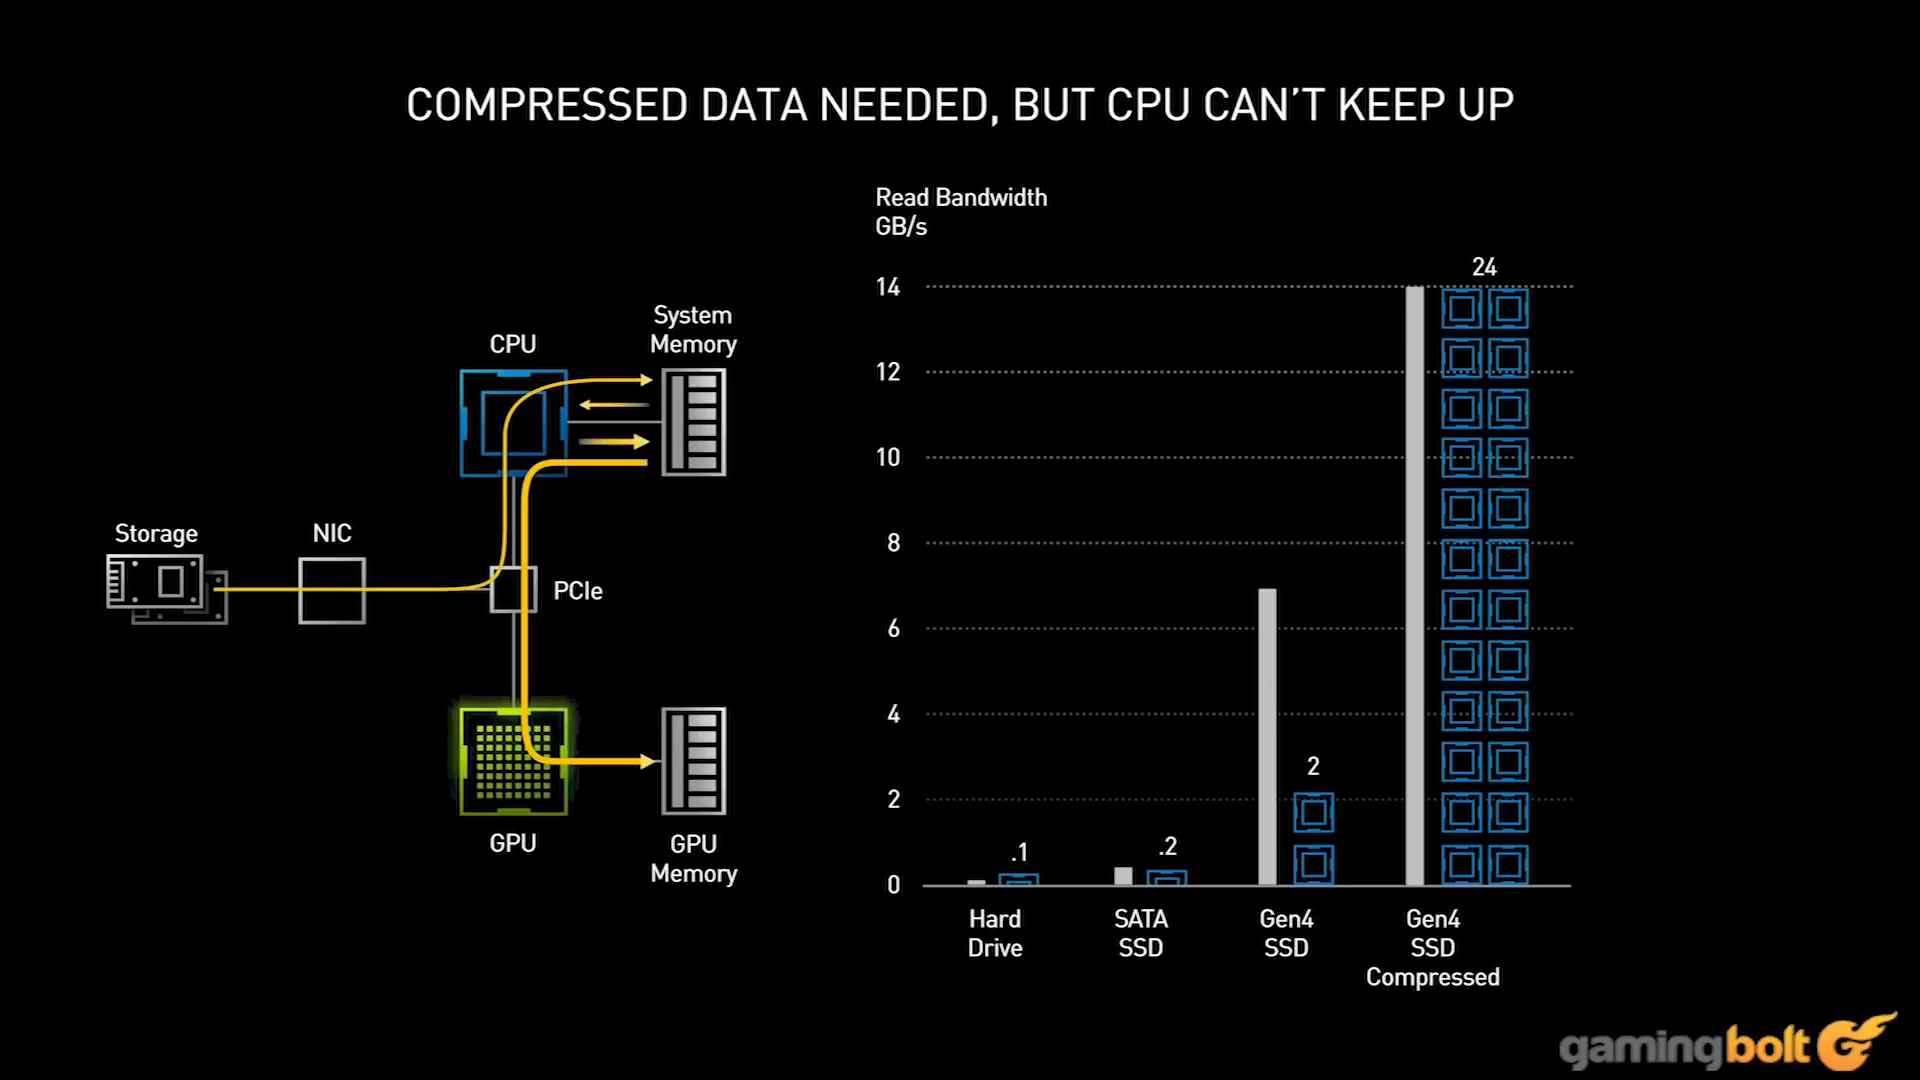 COMPRESSED DATA NEEDED, BUT CPU CAN'T KEEP UP
Read Bandwidth
GB/s
System
Memory
CPU
Storage
NIC
PCIe
GPU
GPU
Memory
14
12
10
8
6
4
2
0
.1
.2
2
24
Hard
Drive
SATA
SSD
Gen4
SSD
Gen4
SSD
Compressed
gamingbolt